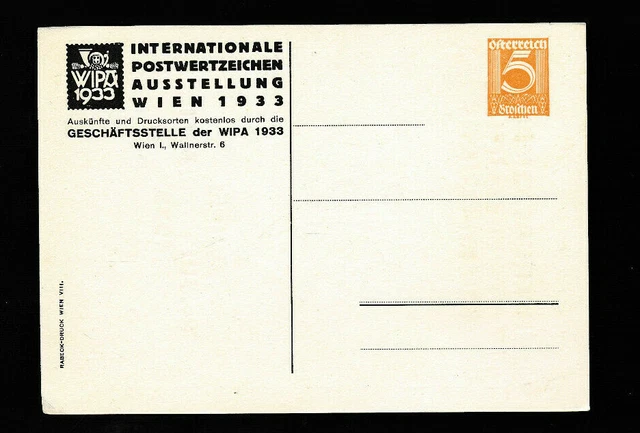 WIPA
1933
INTERNATIONALE
POSTWERTZEICHEN
AUSSTELLUNG
WIEN 1933
Auskünfte und Drucksorten kostenlos durch die
GESCHÄFTSSTELLE der WIPA 1933
Wien I., Wallnerstr. 6
Österreich
5
Groschen
RABECK-DRUCK WIEN VIII.